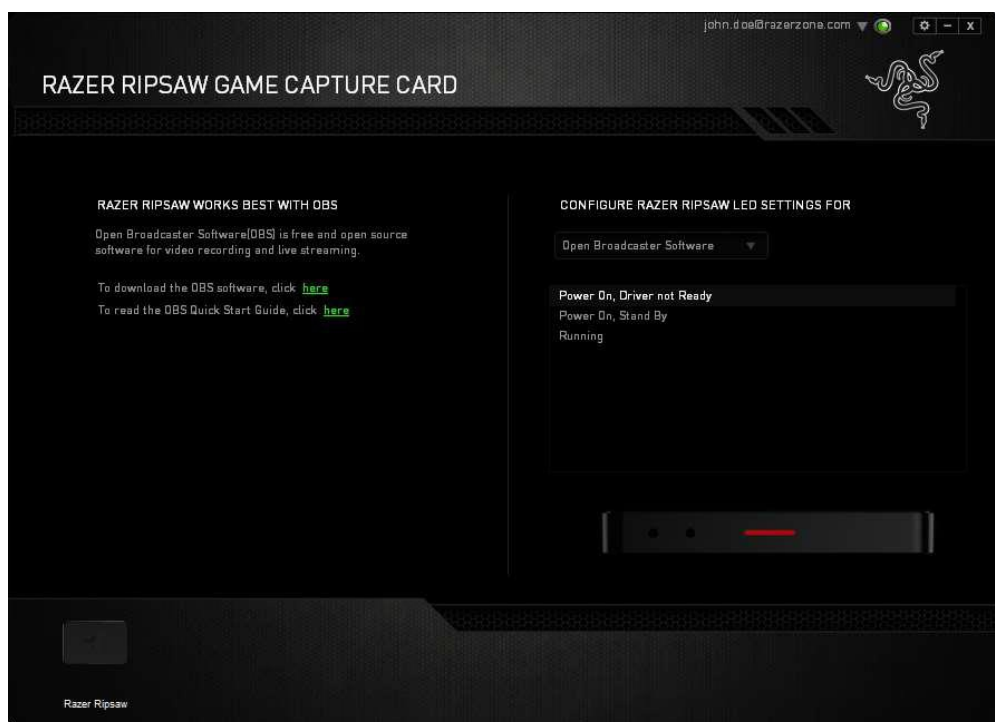 john.doe@razerzone.com
X
RAZER RIPSAW GAME CAPTURE CARD
RAZER RIPSAW WORKS BEST WITH OBS
Open Broadcaster Software(OBS) is free and open source
software for video recording and live streaming.
To download the OBS software, click here
To read the OBS Quick Start Guide, click here
CONFIGURE RAZER RIPSAW LED SETTINGS FOR
Open Broadcaster Software
Power On, Driver not Ready
Power On, Stand By
Running
Razer Ripsaw